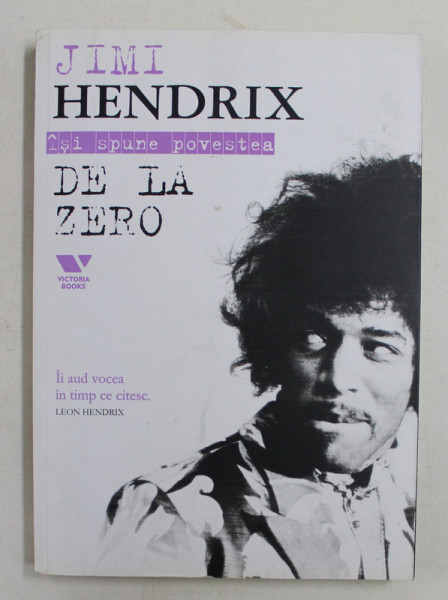 JIMI
HENDRIX
își spune povestea
DE LA
ZERO
VICTORIA
BOOKS
Îi aud vocea
în timp ce citesc.
LEON HENDRIX